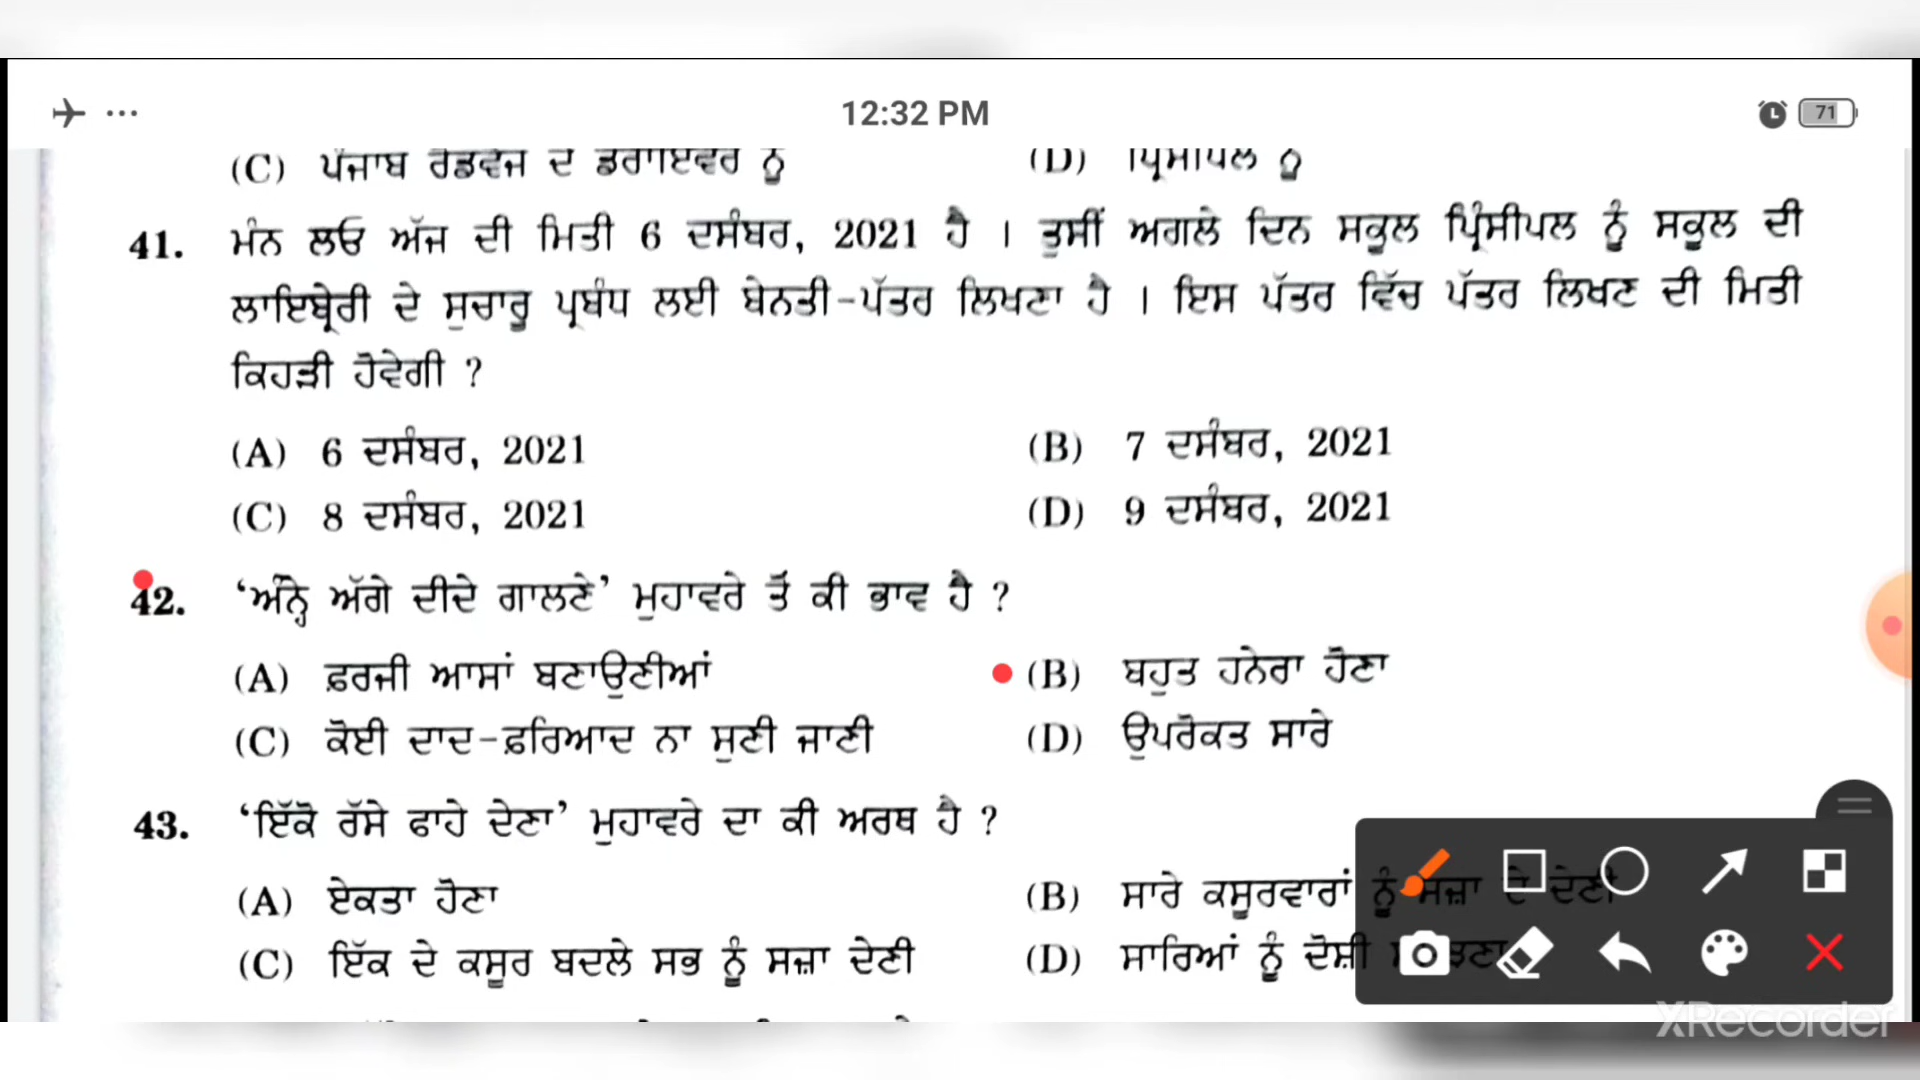 12:32 PM
71
(C) ਪੰਜਾਬ ਰੋਡਵੇਜ਼ ਦੇ ਡਰਾਇਵਰ ਨੂੰ (D) ਪ੍ਰਿੰਸੀਪਲ ਨੂੰ
41. ਮੰਨ ਲਓ ਅੱਜ ਦੀ ਮਿਤੀ 6 ਦਸੰਬਰ, 2021 ਹੈ । ਤੁਸੀਂ ਅਗਲੇ ਦਿਨ ਸਕੂਲ ਪ੍ਰਿੰਸੀਪਲ ਨੂੰ ਸਕੂਲ ਦੀ
ਲਾਇਬ੍ਰੇਰੀ ਦੇ ਸੁਚਾਰੂ ਪ੍ਰਬੰਧ ਲਈ ਬੇਨਤੀ-ਪੱਤਰ ਲਿਖਣਾ ਹੈ । ਇਸ ਪੱਤਰ ਵਿੱਚ ਪੱਤਰ ਲਿਖਣ ਦੀ ਮਿਤੀ
ਕਿਹੜੀ ਹੋਵੇਗੀ ?
(A) 6 ਦਸੰਬਰ, 2021 (B) 7 ਦਸੰਬਰ, 2021
(C) 8 ਦਸੰਬਰ, 2021 (D) 9 ਦਸੰਬਰ, 2021
42. ‘ਅੰਨ੍ਹੇ ਅੱਗੇ ਦੀਦੇ ਗਾਲਣੇ’ ਮੁਹਾਵਰੇ ਤੋਂ ਕੀ ਭਾਵ ਹੈ ?
(A) ਫ਼ਰਜੀ ਆਸਾਂ ਬਣਾਉਣੀਆਂ (B) ਬਹੁਤ ਹਨੇਰਾ ਹੋਣਾ
(C) ਕੋਈ ਦਾਦ-ਫ਼ਰਿਆਦ ਨਾ ਸੁਣੀ ਜਾਣੀ (D) ਉਪਰੋਕਤ ਸਾਰੇ
43. ‘ਇੱਕੋ ਰੱਸੇ ਫਾਹੇ ਦੇਣਾ’ ਮੁਹਾਵਰੇ ਦਾ ਕੀ ਅਰਥ ਹੈ ?
(A) ਏਕਤਾ ਹੋਣਾ (B) ਸਾਰੇ ਕਸੂਰਵਾਰਾਂ ਨੂੰ ਸਜ਼ਾ ਦੇ ਦੇਣੀ
(C) ਇੱਕ ਦੇ ਕਸੂਰ ਬਦਲੇ ਸਭ ਨੂੰ ਸਜ਼ਾ ਦੇਣੀ (D) ਸਾਰਿਆਂ ਨੂੰ ਦੋਸ਼ੀ
XRecorder